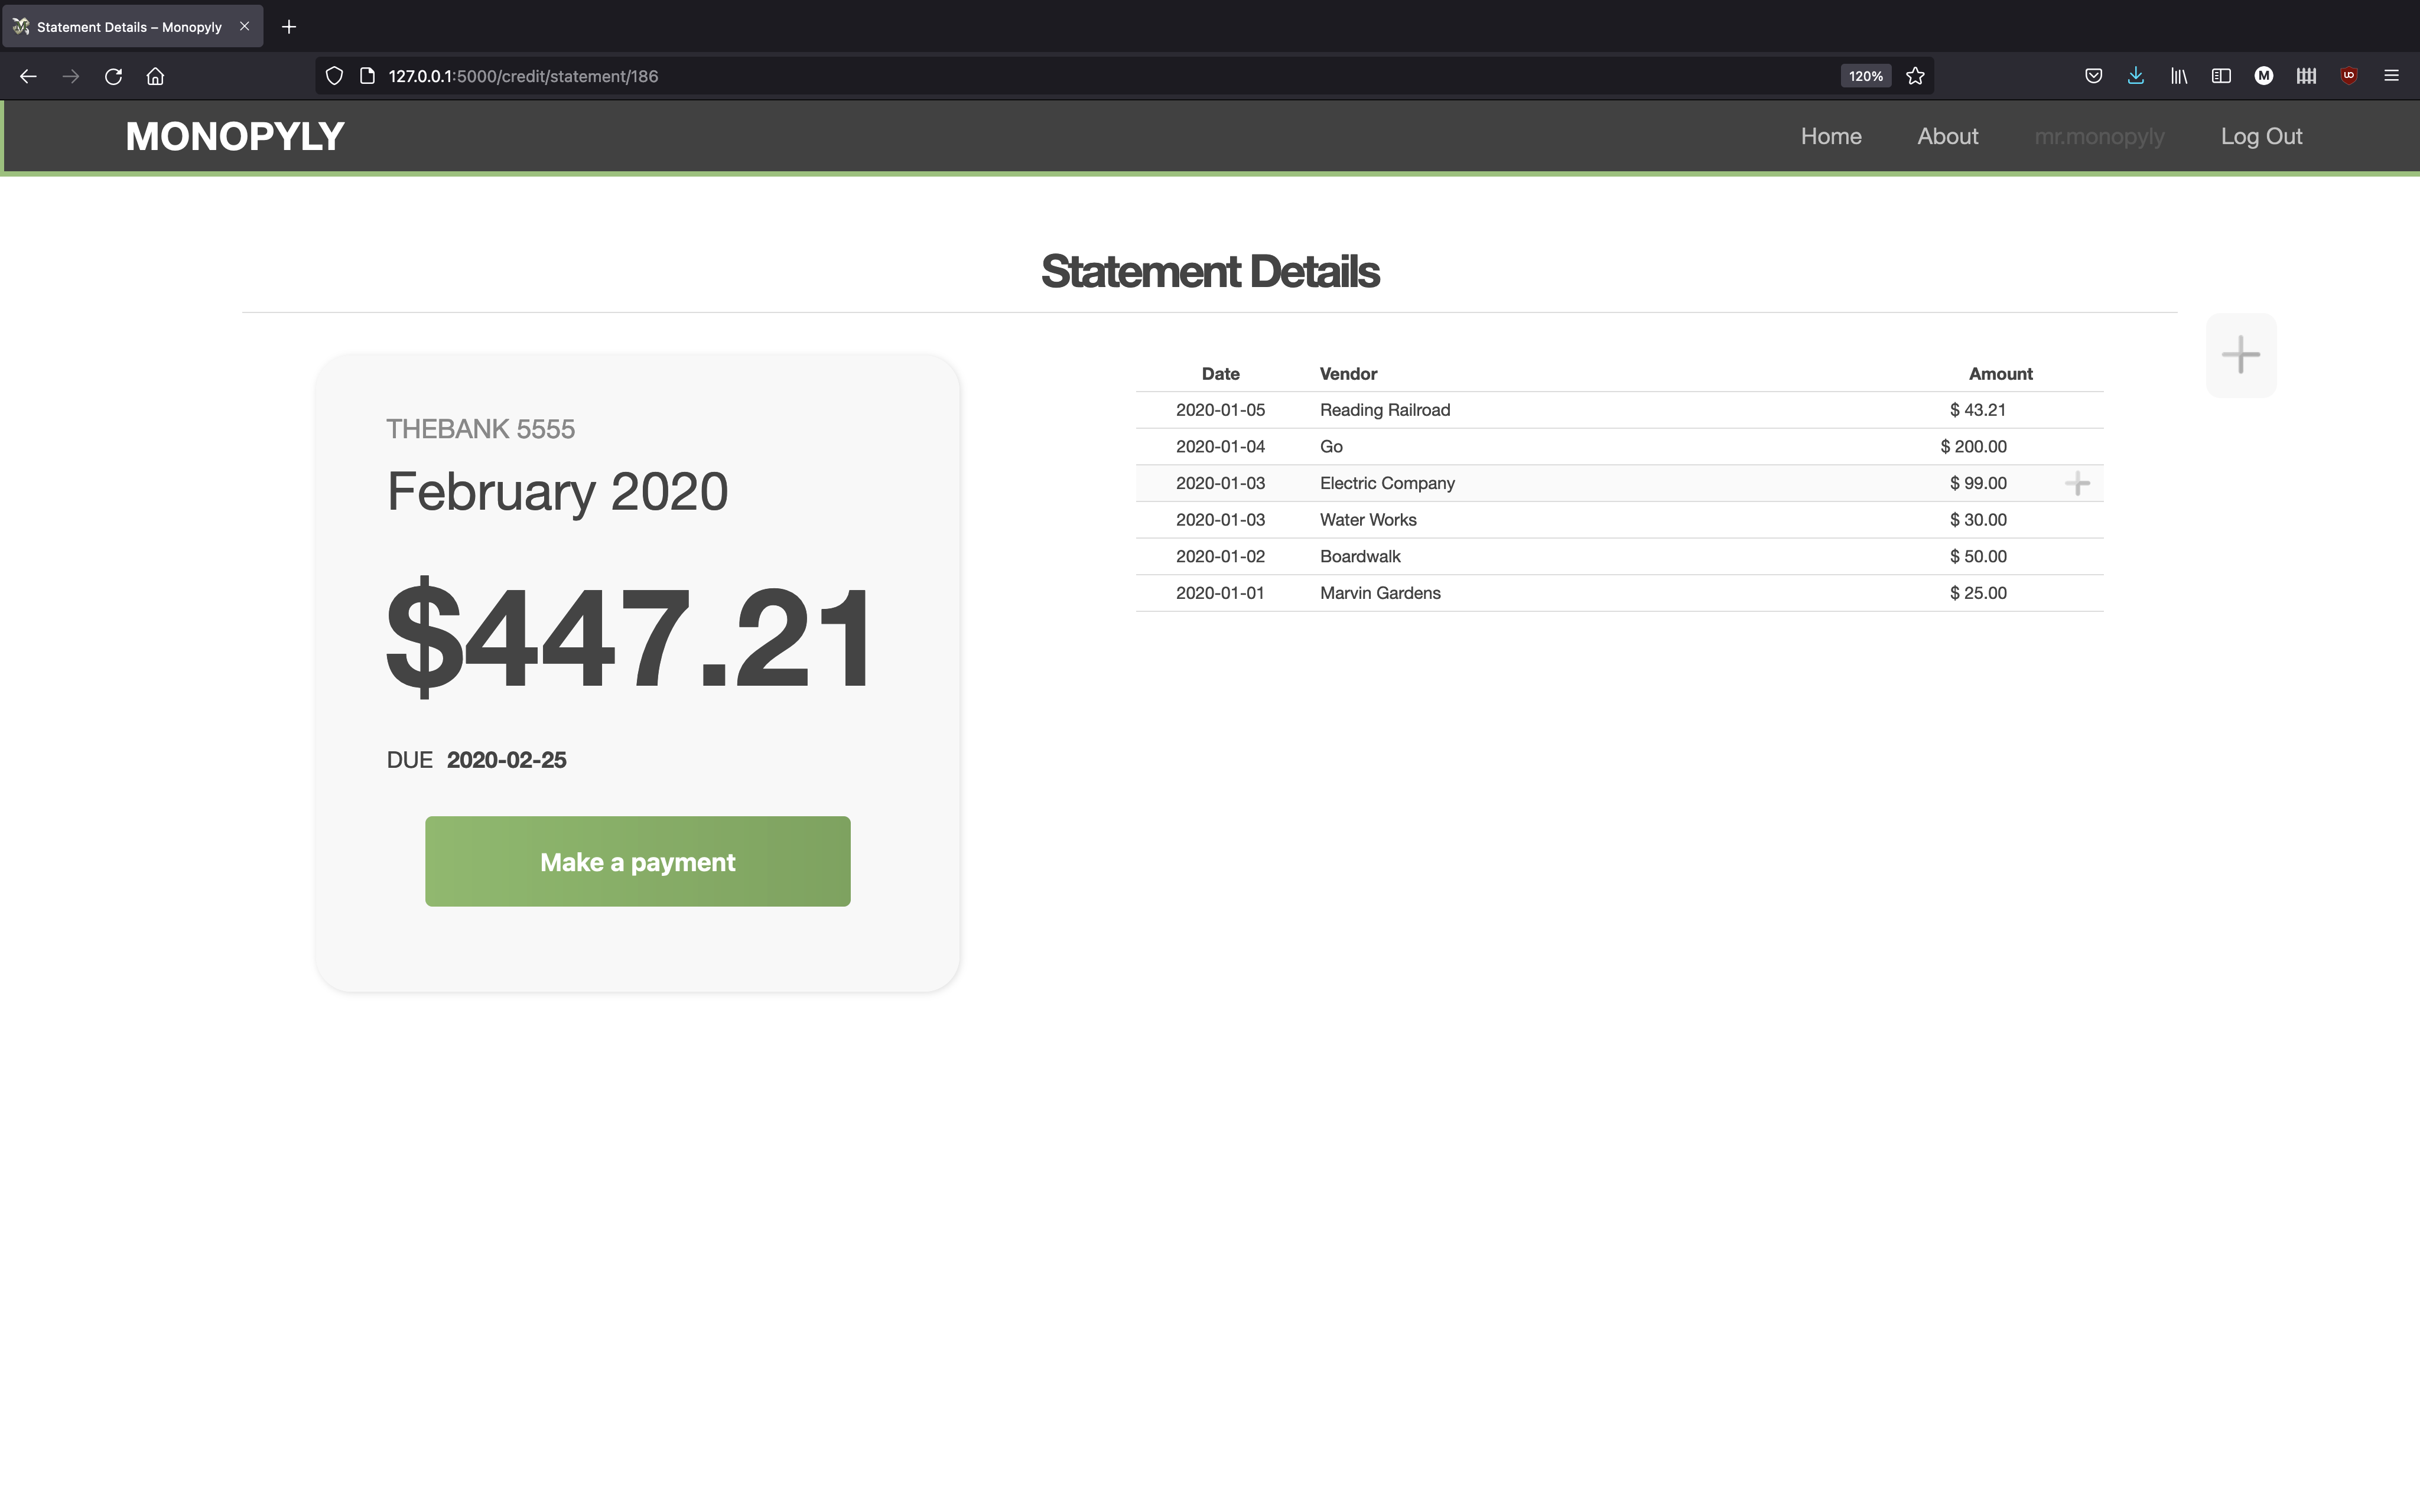 Statement Details – Monopyly
127.0.0.1:5000/credit/statement/186
120%
MONOPYLY
Home About mr.monopyly Log Out
Statement Details
THEBANK 5555
February 2020
$447.21
DUE 2020-02-25
Make a payment
Date Vendor Amount
2020-01-05 Reading Railroad $ 43.21
2020-01-04 Go $ 200.00
2020-01-03 Electric Company $ 99.00
2020-01-03 Water Works $ 30.00
2020-01-02 Boardwalk $ 50.00
2020-01-01 Marvin Gardens $ 25.00